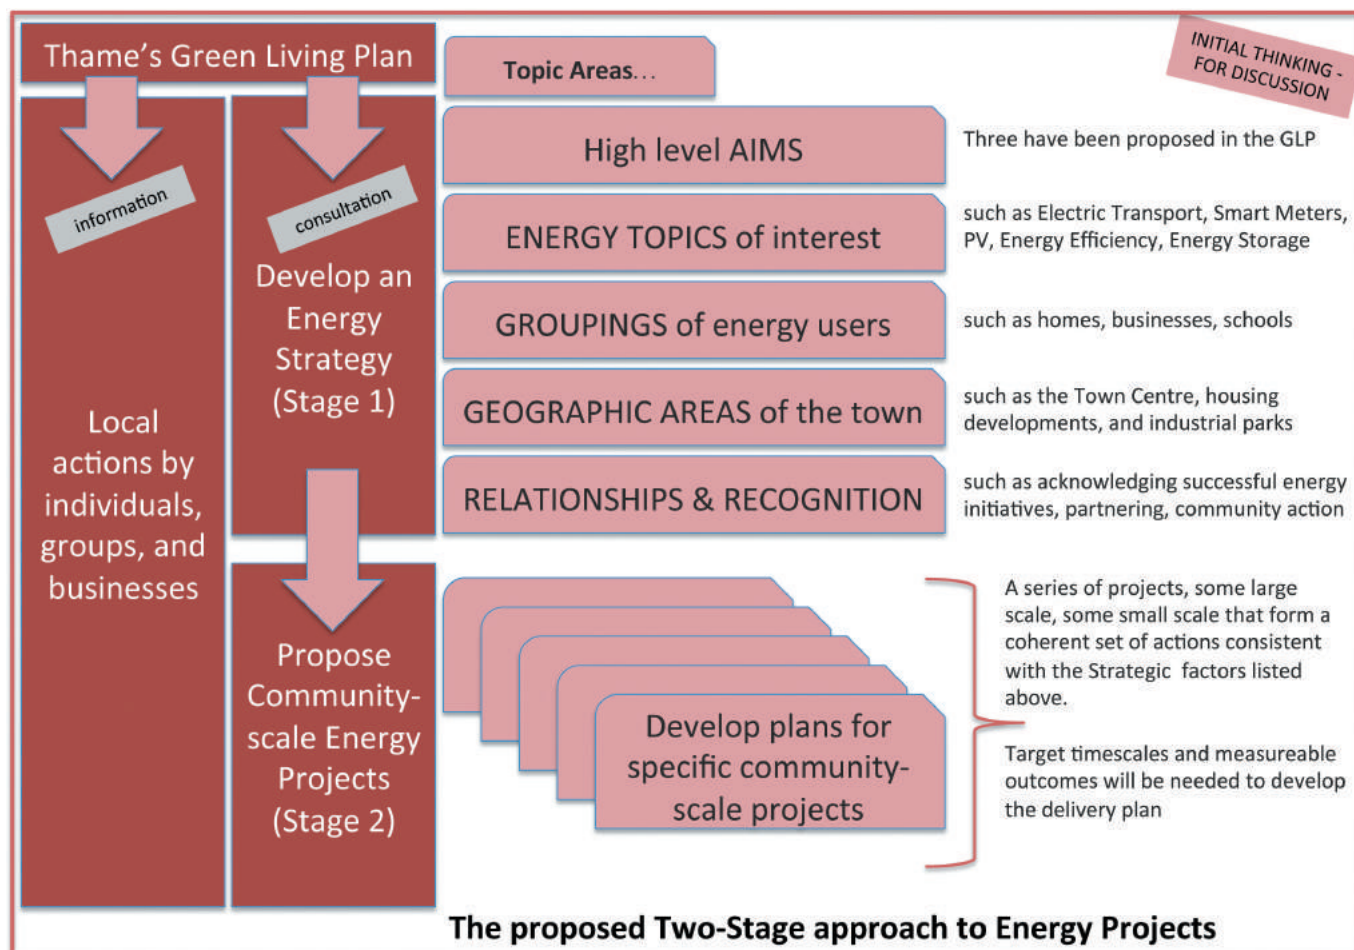 Thame’s Green Living Plan
Topic Areas…
INITIAL THINKING -
FOR DISCUSSION
information
Local
actions by
individuals,
groups, and
businesses
consultation
Develop an
Energy
Strategy
(Stage 1)
High level AIMS
Three have been proposed in the GLP
ENERGY TOPICS of interest
such as Electric Transport, Smart Meters,
PV, Energy Efficiency, Energy Storage
GROUPINGS of energy users
such as homes, businesses, schools
GEOGRAPHIC AREAS of the town
such as the Town Centre, housing
developments, and industrial parks
RELATIONSHIPS & RECOGNITION
such as acknowledging successful energy
initiatives, partnering, community action
Propose
Community-
scale Energy
Projects
(Stage 2)
Develop plans for
specific community-
scale projects
A series of projects, some large
scale, some small scale that form a
coherent set of actions consistent
with the Strategic  factors listed
above.
Target timescales and measureable
outcomes will be needed to develop
the delivery plan
The proposed Two-Stage approach to Energy Projects